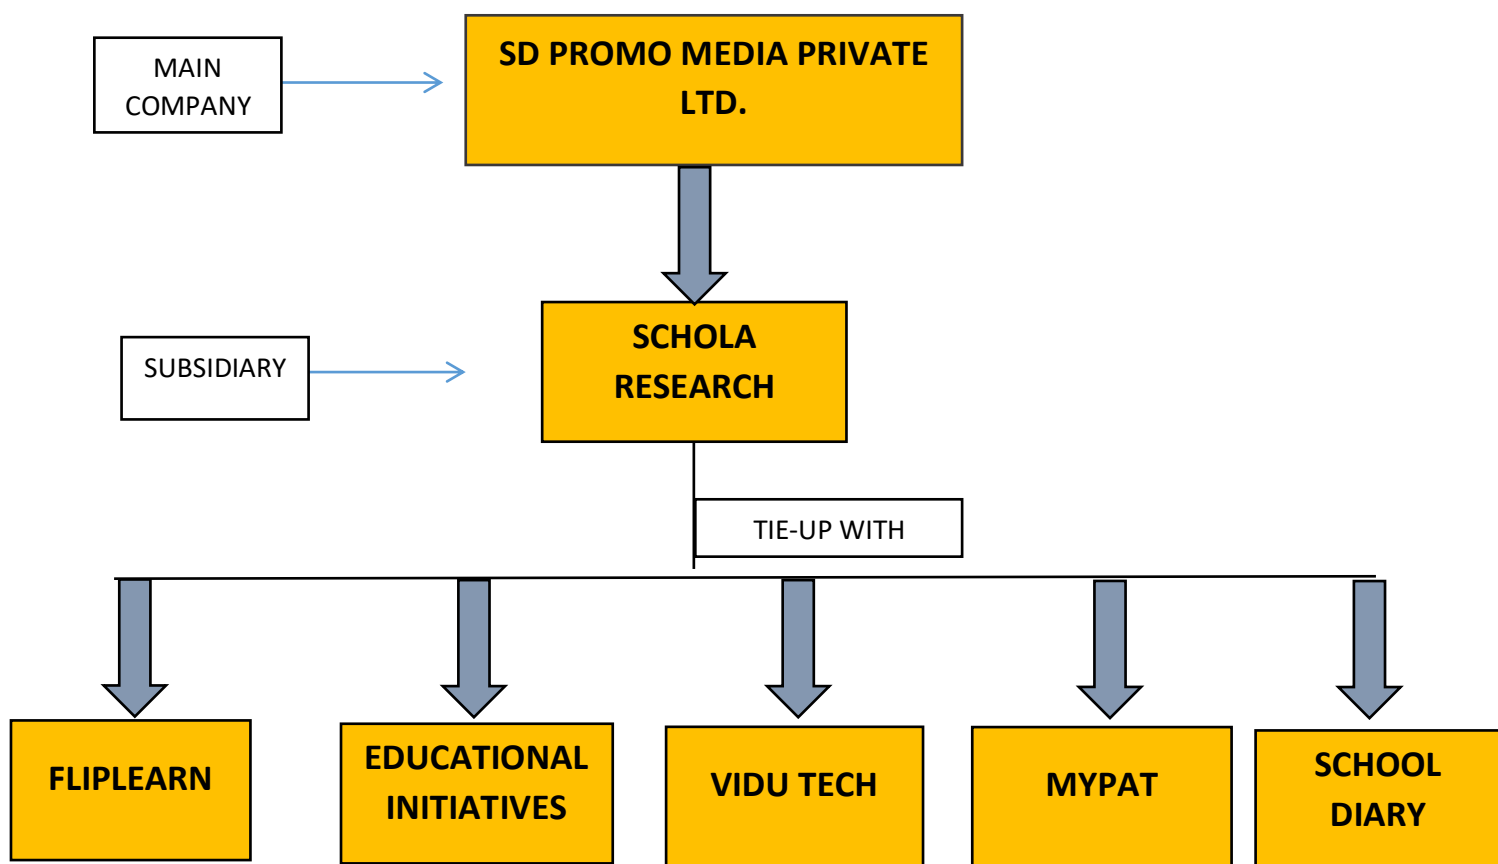 MAIN
COMPANY
SD PROMO MEDIA PRIVATE
LTD.
SUBSIDIARY
SCHOLA
RESEARCH
TIE-UP WITH
FLIPLEARN
EDUCATIONAL
INITIATIVES
VIDU TECH
MYPAT
SCHOOL
DIARY